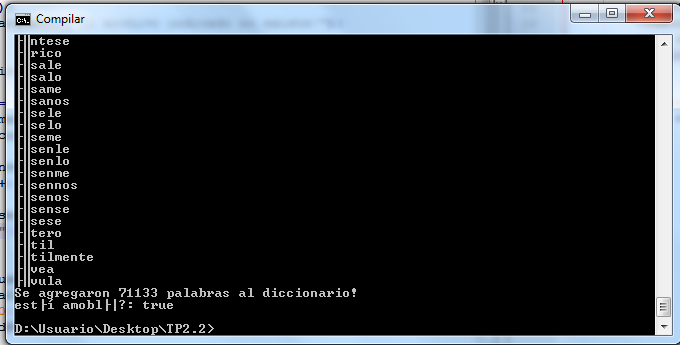 Compilar
├║ntese
├║rico
├║sale
├║salo
├║same
├║sanos
├║sele
├║selo
├║seme
├║senle
├║senlo
├║senme
├║sennos
├║senos
├║sense
├║sese
├║tero
├║til
├║tilmente
├║vea
├║vula
Se agregaron 71133 palabras al diccionario!
est├í amobl├│?: true
D:\Usuario\Desktop\TP2.2>